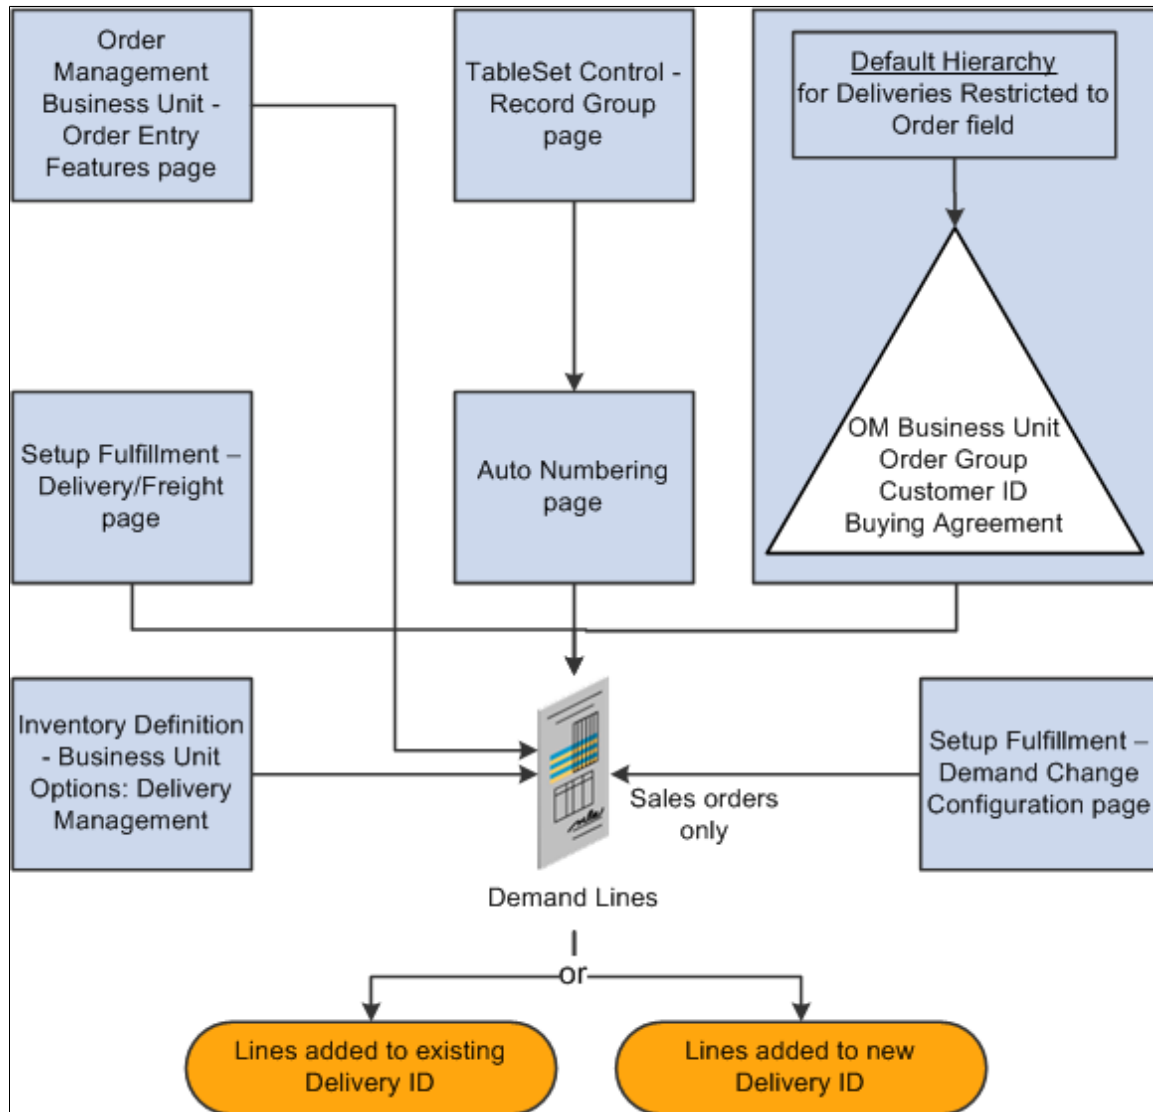 Order
Management
Business Unit -
Order Entry
Features page
TableSet Control -
Record Group
page
Default Hierarchy
for Deliveries Restricted to
Order field
Setup Fulfillment –
Delivery/Freight
page
Auto Numbering
page
OM Business Unit
Order Group
Customer ID
Buying Agreement
Inventory Definition
- Business Unit
Options: Delivery
Management
Sales orders
only
Setup Fulfillment –
Demand Change
Configuration page
Demand Lines
or
Lines added to existing
Delivery ID
Lines added to new
Delivery ID